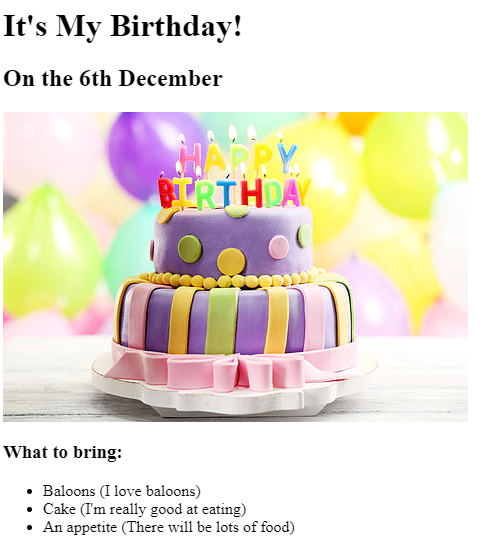 It's My Birthday!
On the 6th December
HAPPY
BIRTHDAY
What to bring:
Baloons (I love baloons)
Cake (I'm really good at eating)
An appetite (There will be lots of food)